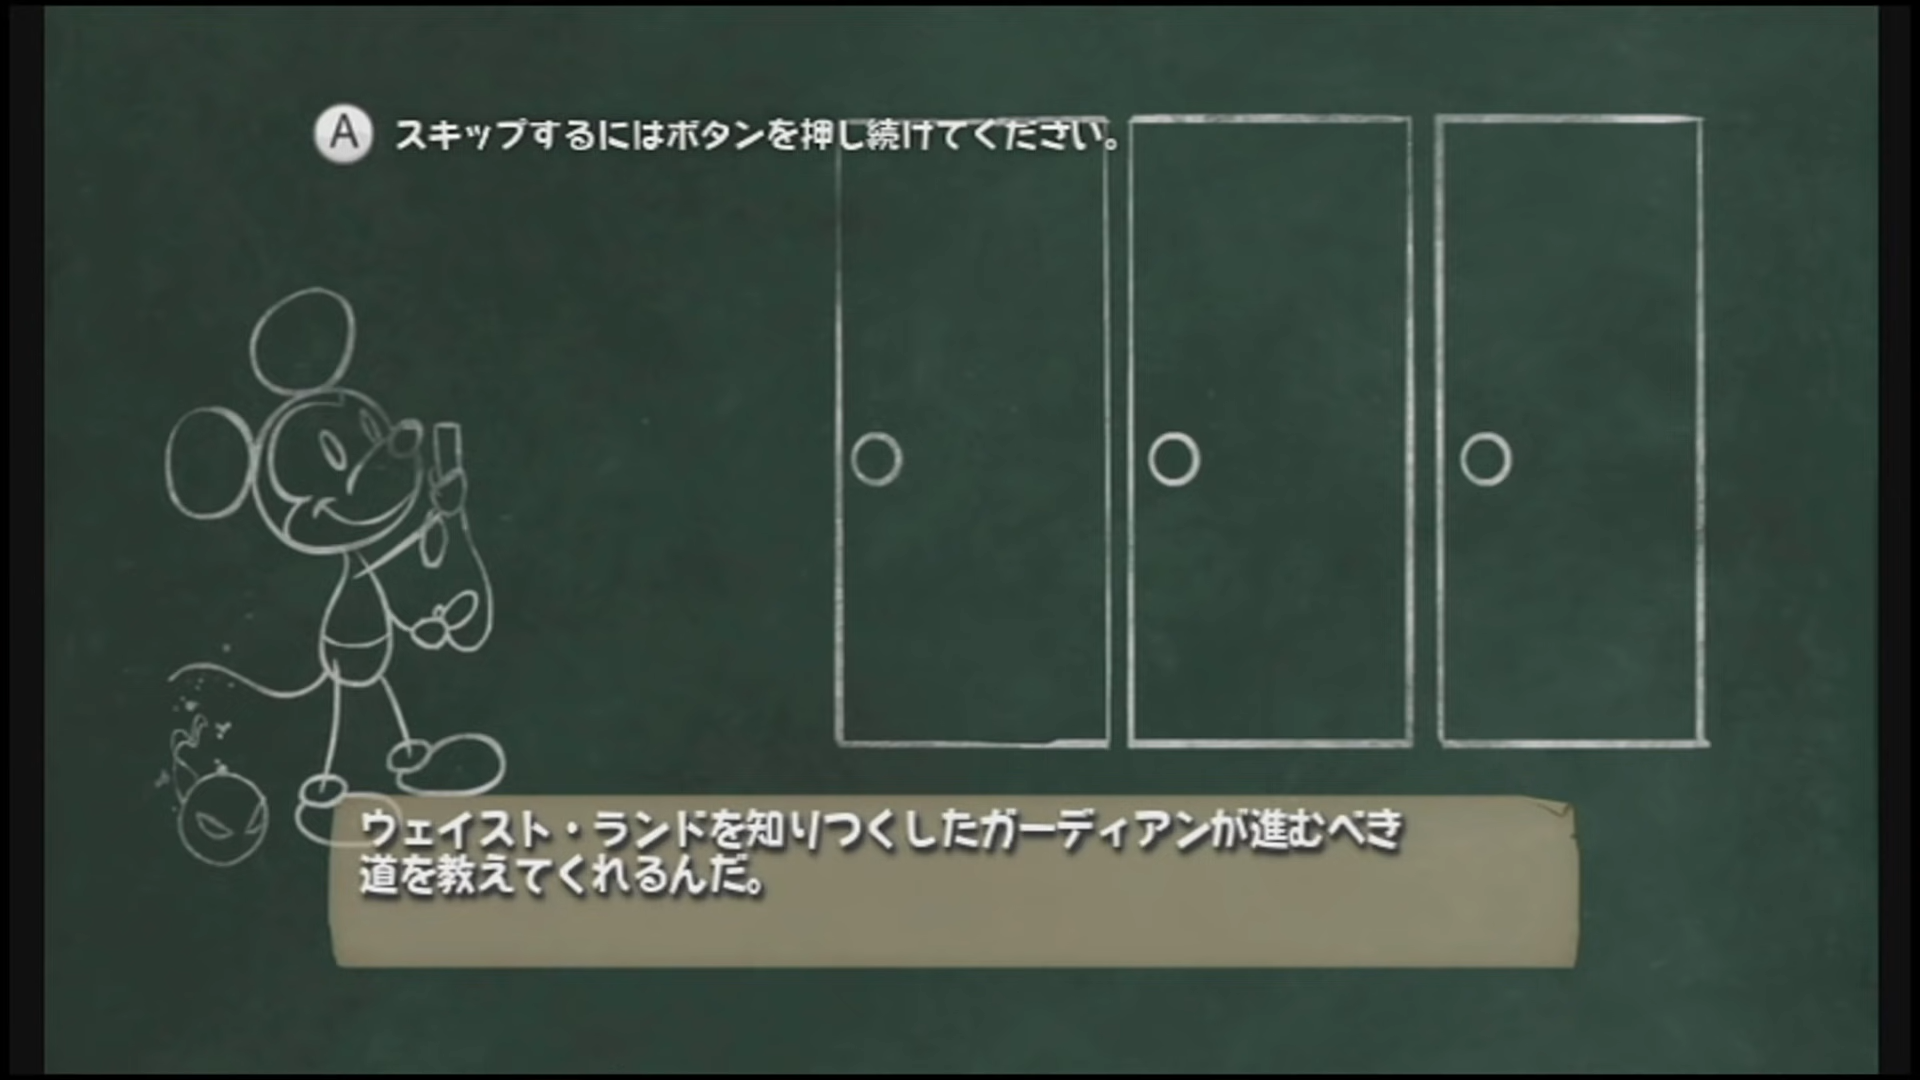 A スキップするにはボタンを押し続けてください。
ウェイスト・ランドを知りつくしたガーディアンが進むべき
道を教えてくれるんだ。